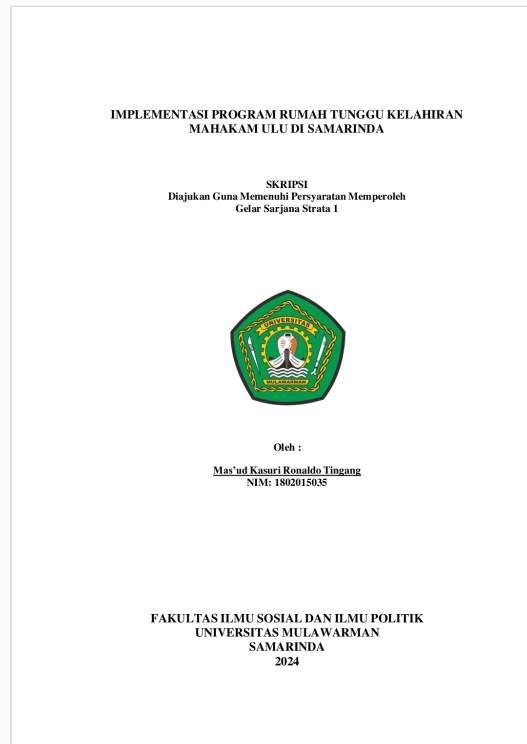 IMPLEMENTASI PROGRAM RUMAH TUNGGU KELAHIRAN
MAHAKAM ULU DI SAMARINDA
SKRIPSI
Diajukan Guna Memenuhi Persyaratan Memperoleh
Gelar Sarjana Strata 1
UNIVERSITAS
MULAWARMAN
Oleh :
Mas’ud Kasuri Ronaldo Tingang
NIM: 1802015035
FAKULTAS ILMU SOSIAL DAN ILMU POLITIK
UNIVERSITAS MULAWARMAN
SAMARINDA
2024